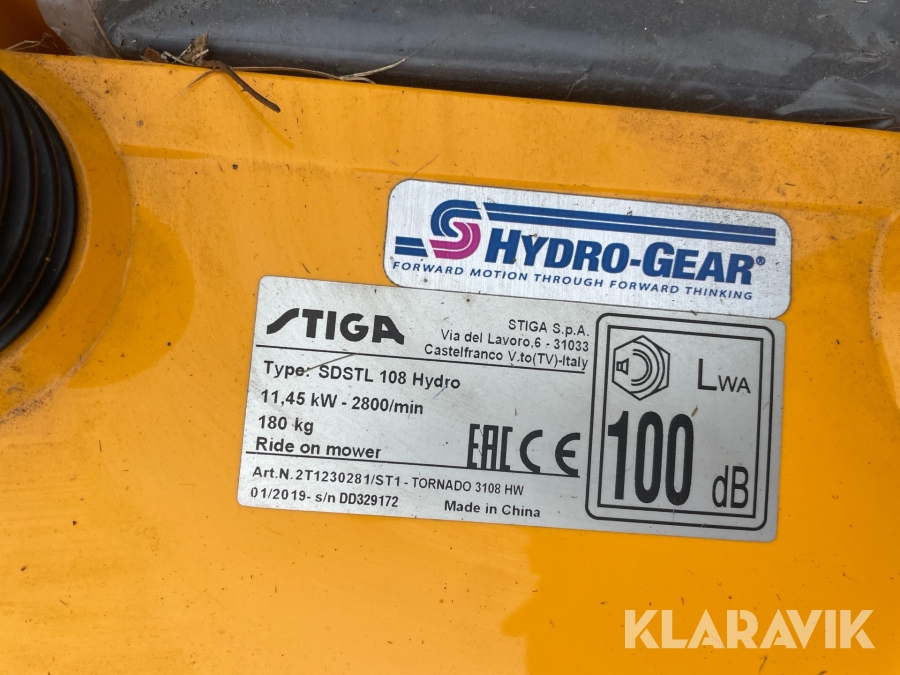 HYDRO-GEAR®
FORWARD MOTION THROUGH FORWARD THINKING
STIGA
STIGA S.p.A.
Via del Lavoro,6 - 31033
Castelfranco V.to(TV)-Italy
Type: SDSTL 108 Hydro
11,45 kW - 2800/min
180 kg
Ride on mower
EAC CE
Art.N. 2T1230281/ST1 - TORNADO 3108 HW
01/2019- s/n DD329172
Made in China
LWA
100 dB
KLARAVIK